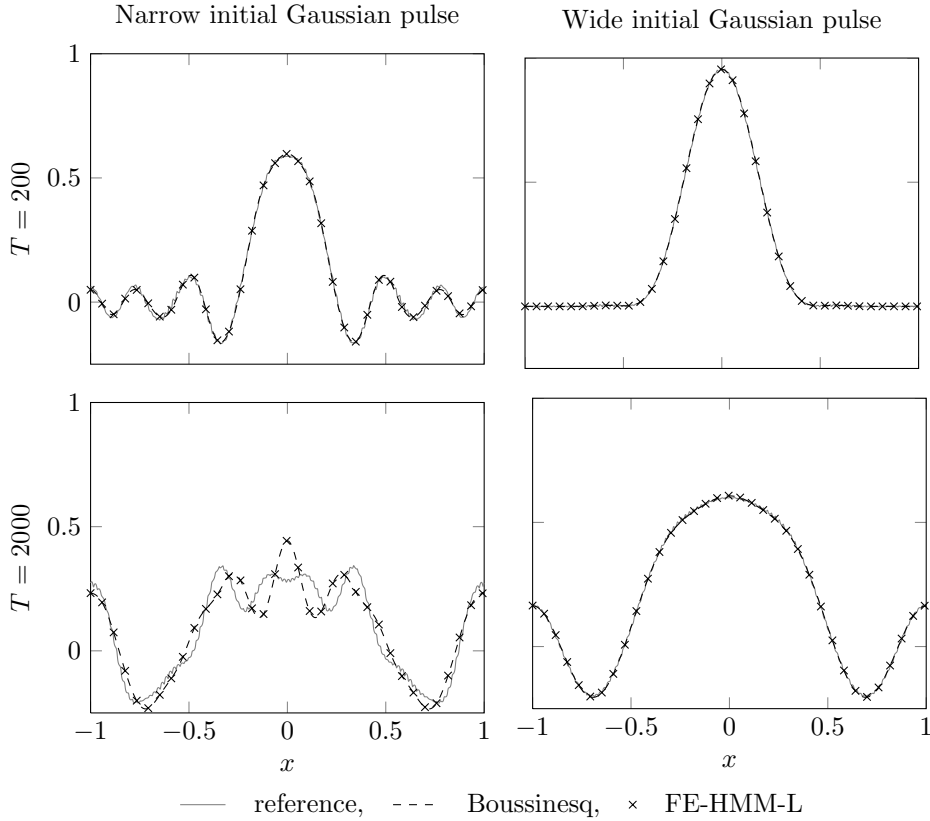 Narrow initial Gaussian pulse
Wide initial Gaussian pulse
1
0.5
0
T = 200
1
0.5
0
T = 2000
−1 −0.5 0 0.5 1
x
−1 −0.5 0 0.5 1
x
reference, Boussinesq, FE-HMM-L